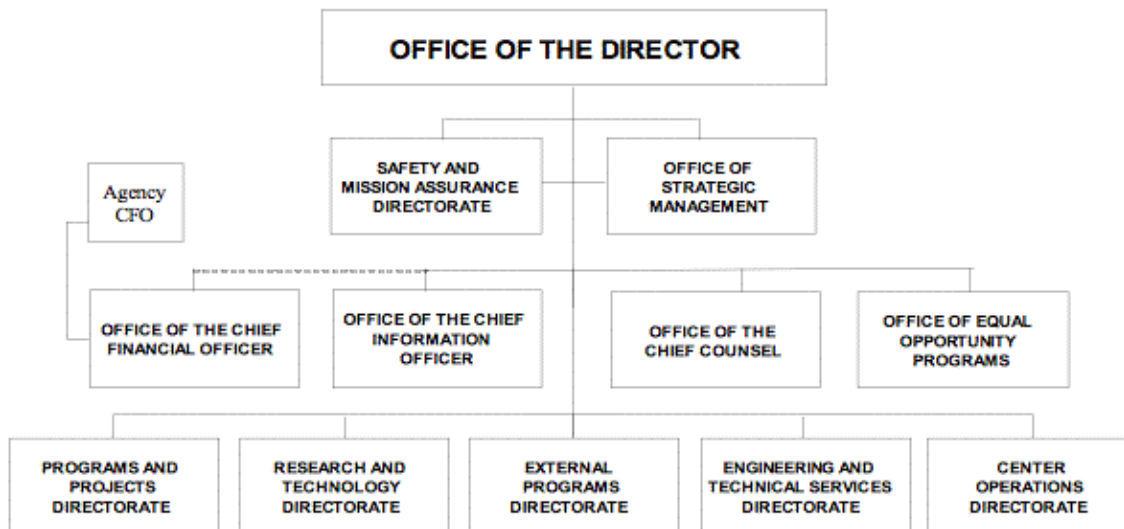 OFFICE OF THE DIRECTOR
SAFETY AND
MISSION ASSURANCE
DIRECTORATE
OFFICE OF
STRATEGIC
MANAGEMENT
Agency
CFO
OFFICE OF THE CHIEF
FINANCIAL OFFICER
OFFICE OF THE CHIEF
INFORMATION
OFFICER
OFFICE OF THE
CHIEF COUNSEL
OFFICE OF EQUAL
OPPORTUNITY
PROGRAMS
PROGRAMS AND
PROJECTS
DIRECTORATE
RESEARCH AND
TECHNOLOGY
DIRECTORATE
EXTERNAL
PROGRAMS
DIRECTORATE
ENGINEERING AND
TECHNICAL SERVICES
DIRECTORATE
CENTER
OPERATIONS
DIRECTORATE